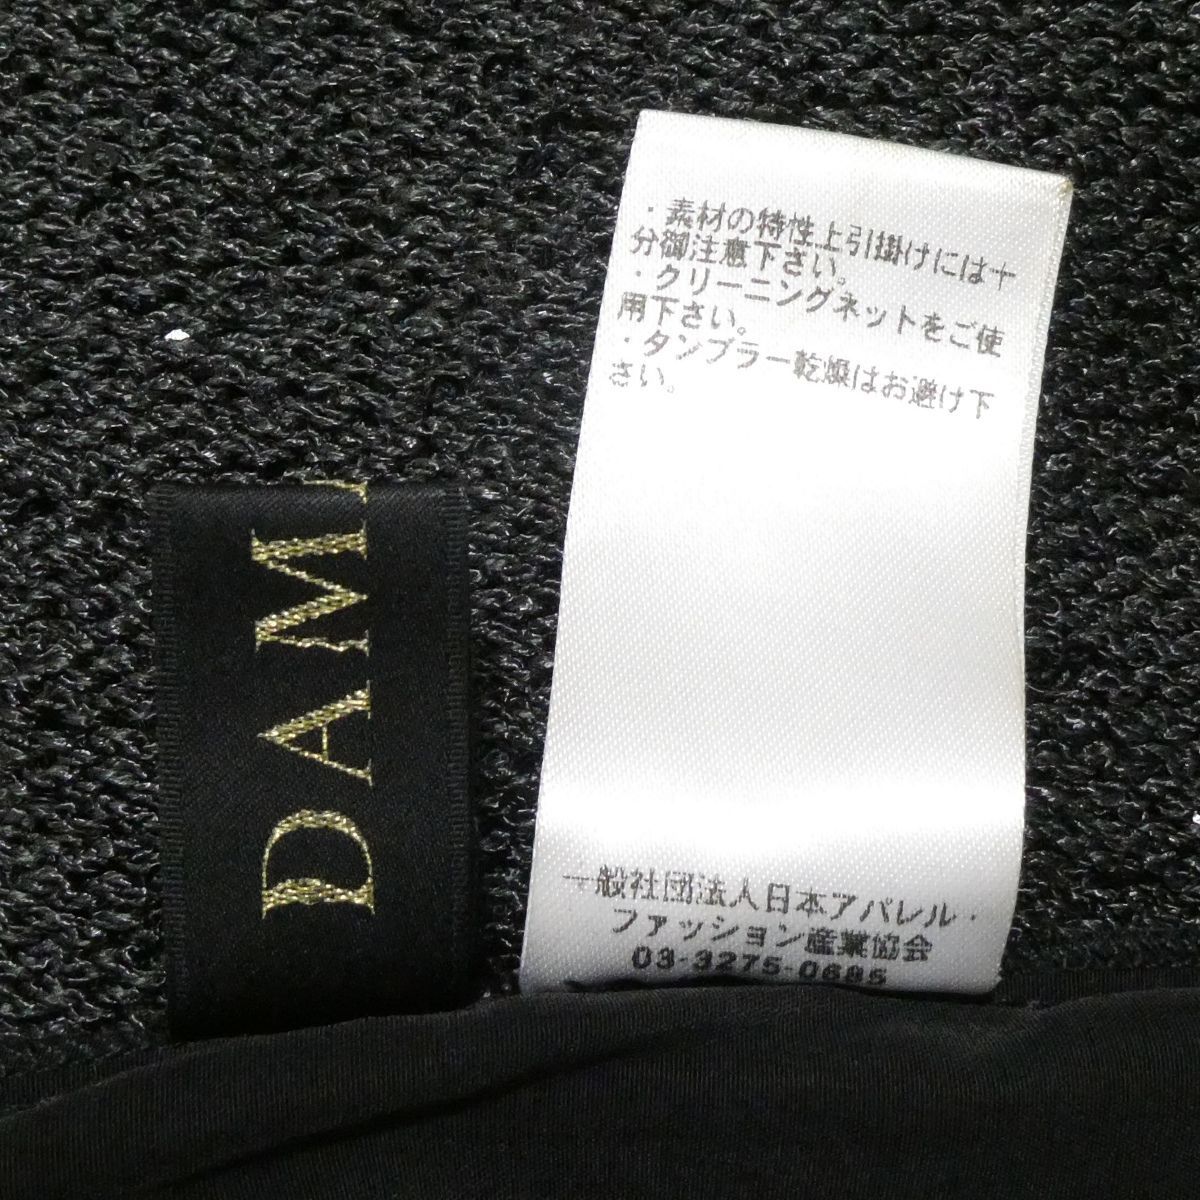 ・素材の特性上引掛けには十
分御注意下さい。
・クリーニングネットをご使
用下さい。
・タンブラー乾燥はお避け下
さい。
DAM
一般社団法人日本アパレル・
ファッション産業協会
03-3275-0685